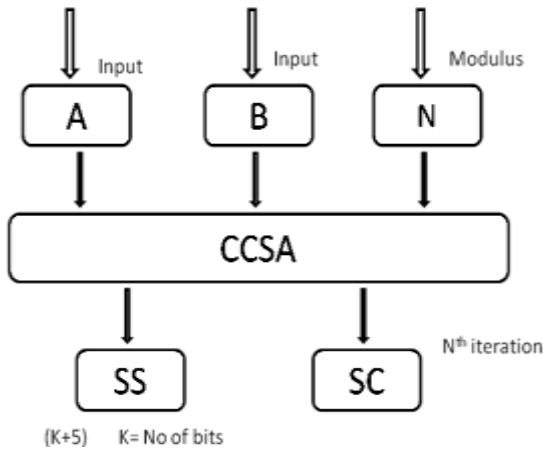 Input
Input
Modulus
A
B
N
CCSA
SS
SC
Nth iteration
(K+5) K= No of bits